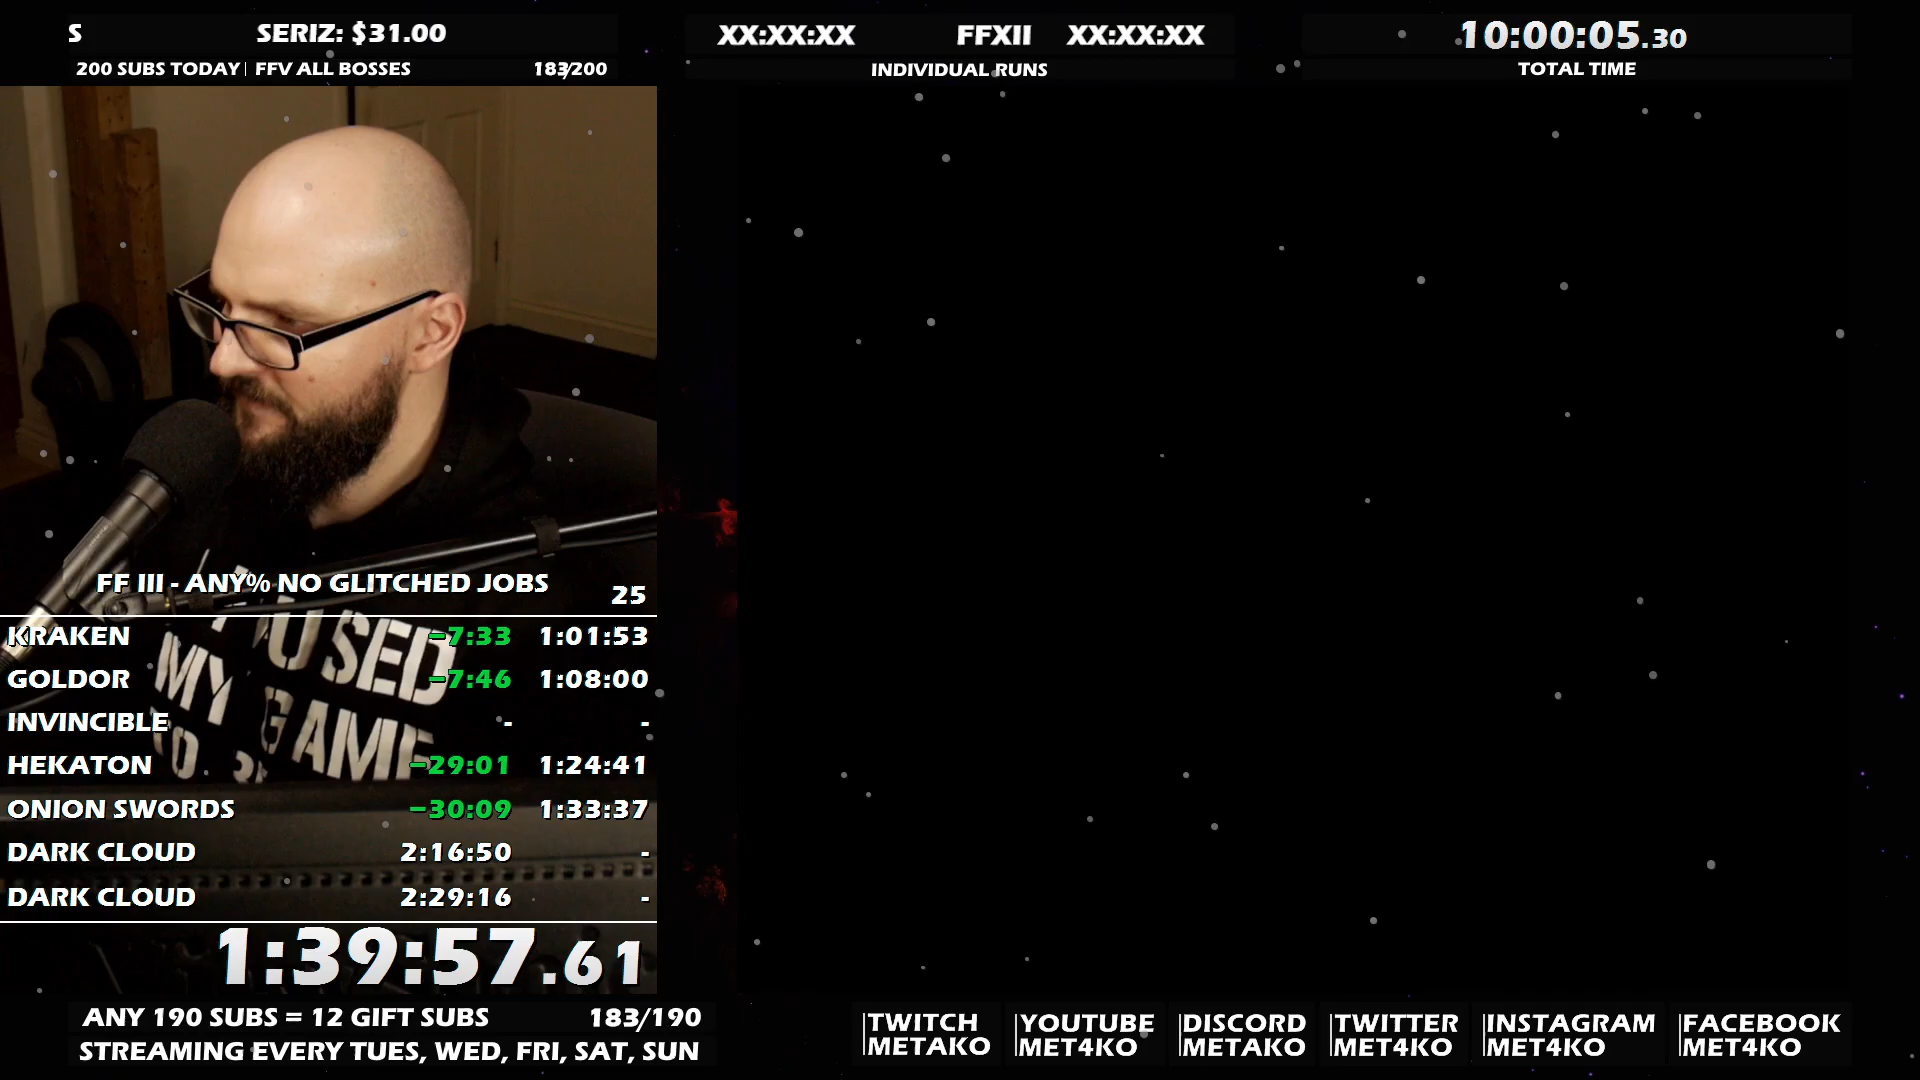 S SERIZ: $31.00
200 SUBS TODAY FFV ALL BOSSES 183/200
XX:XX:XX FFXII XX:XX:XX
INDIVIDUAL RUNS
10:00:05.30
TOTAL TIME
FF III - ANY% NO GLITCHED JOBS 25
KRAKEN -7:33 1:01:53
GOLDOR -7:46 1:08:00
INVINCIBLE - -
HEKATON -29:01 1:24:41
ONION SWORDS -30:09 1:33:37
DARK CLOUD 2:16:50 -
DARK CLOUD 2:29:16 -
1:39:57.61
USED
MY GAME
ANY 190 SUBS = 12 GIFT SUBS 183/190
STREAMING EVERY TUES, WED, FRI, SAT, SUN
TWITCH
METAKO
YOUTUBE
MET4KO
DISCORD
METAKO
TWITTER
MET4KO
INSTAGRAM
MET4KO
FACEBOOK
MET4KO